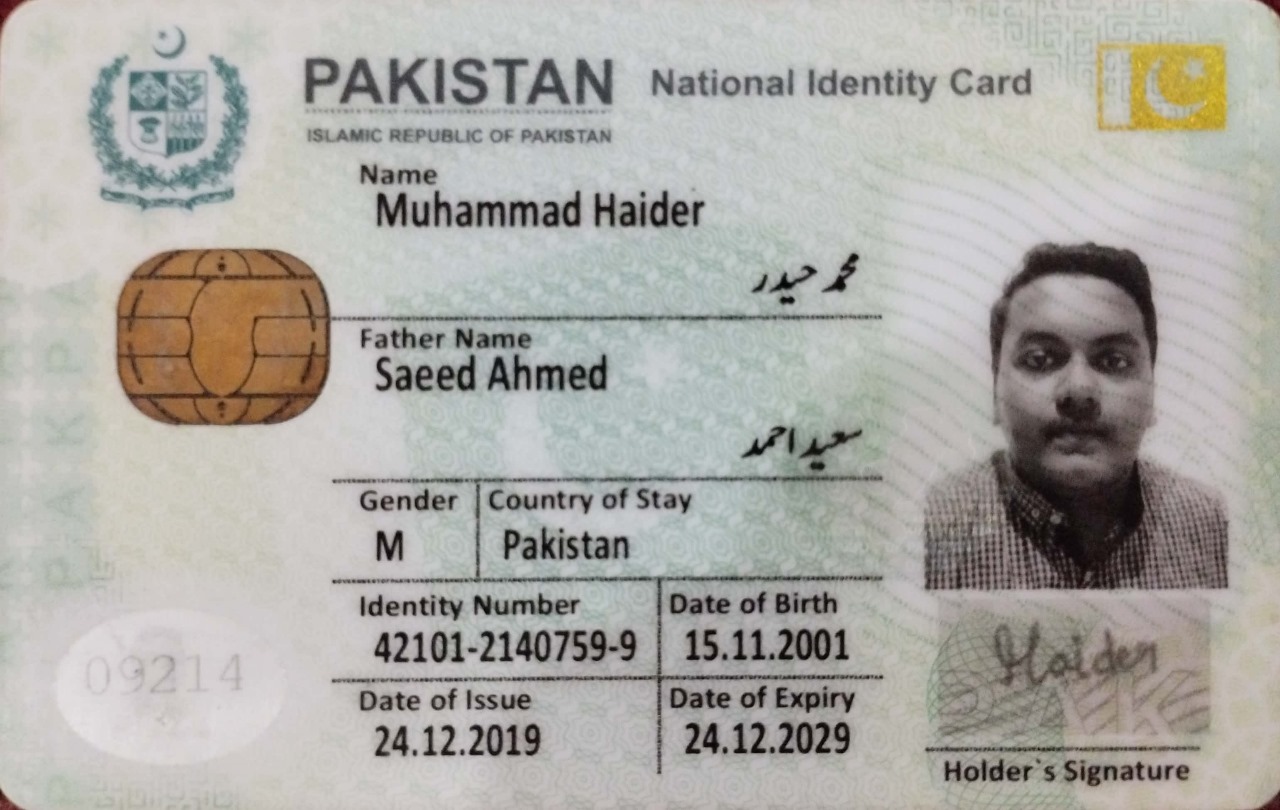 PAKISTAN National Identity Card
ISLAMIC REPUBLIC OF PAKISTAN
Name
Muhammad Haider
محمد حیدر
Father Name
Saeed Ahmed
سعید احمد
Gender Country of Stay
M Pakistan
Identity Number Date of Birth
42101-2140759-9 15.11.2001
Date of Issue Date of Expiry
24.12.2019 24.12.2029
09214
Haider
Holder`s Signature